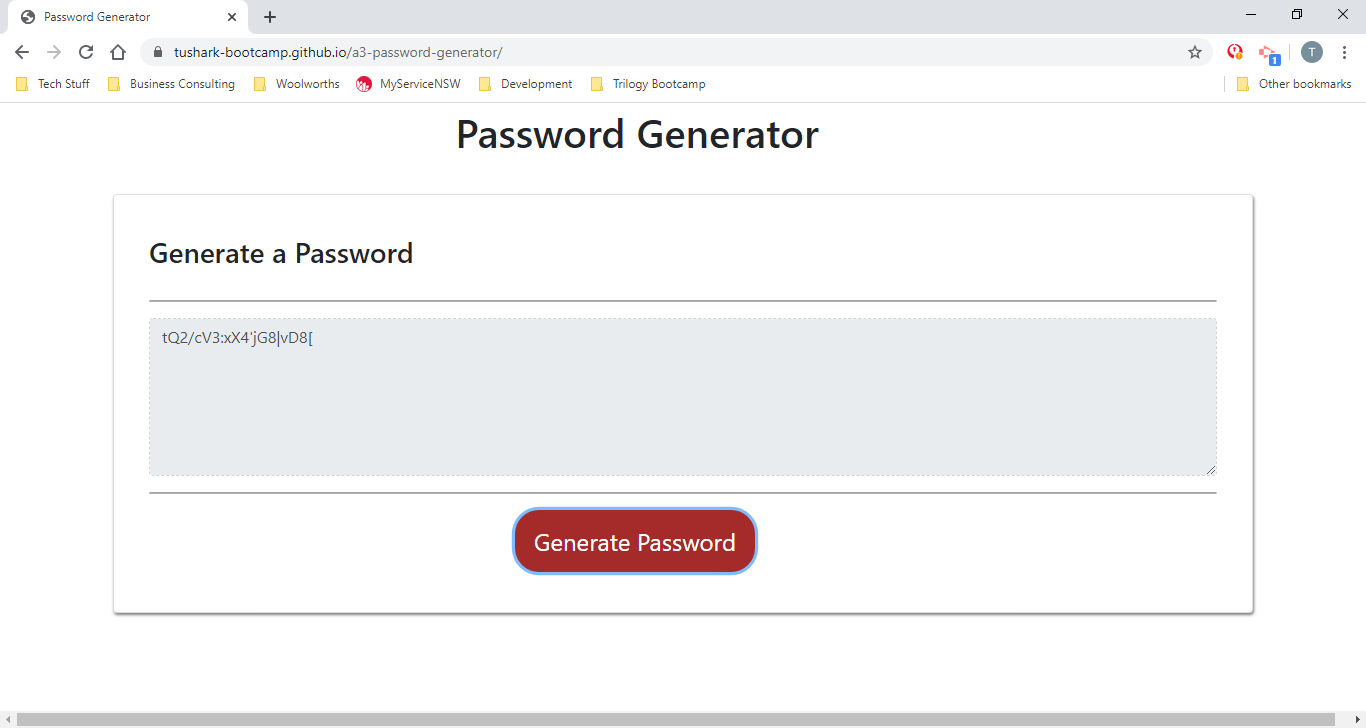 Password Generator
tushark-bootcamp.github.io/a3-password-generator/
T
1
Tech Stuff Business Consulting Woolworths MyServiceNSW Development Trilogy Bootcamp Other bookmarks
Password Generator
Generate a Password
tQ2/cV3:xX4'jG8|vD8[
Generate Password